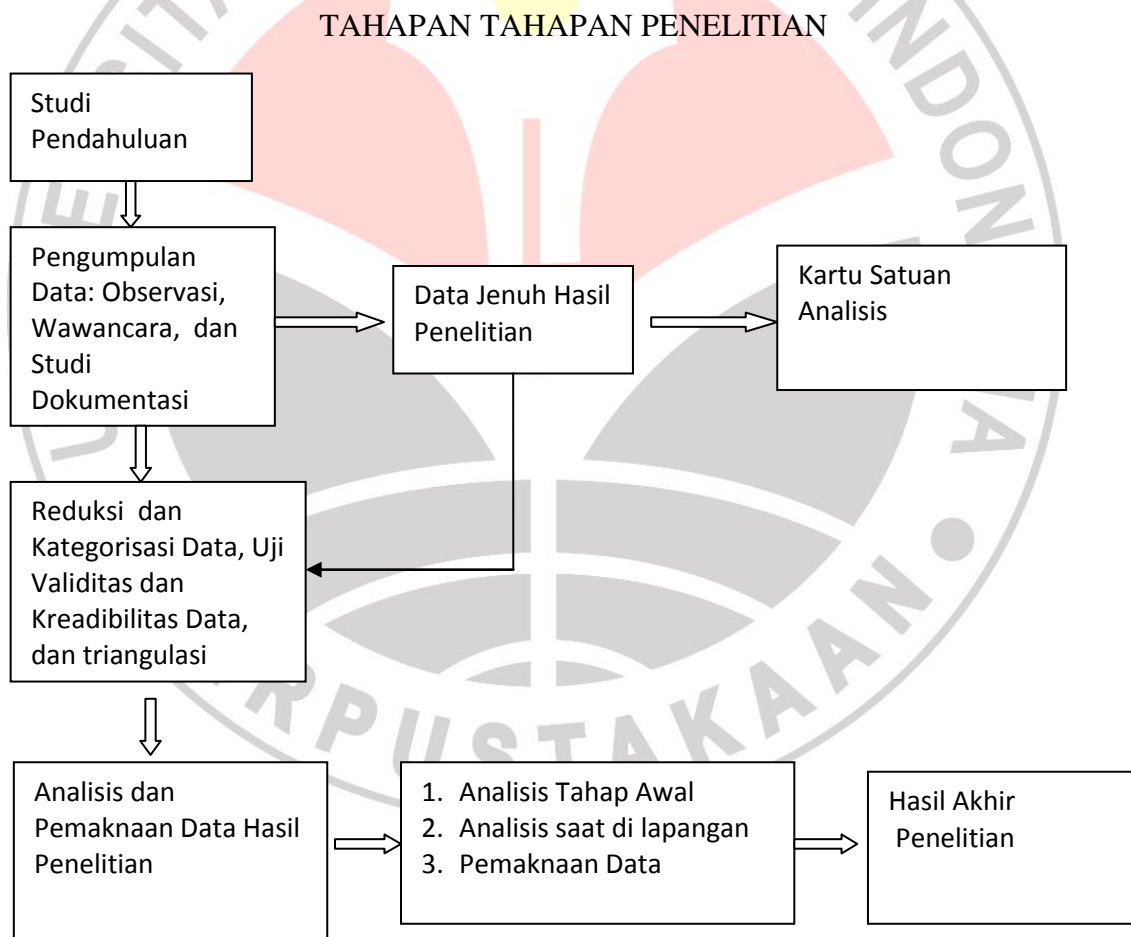 TAHAPAN TAHAPAN PENELITIAN
Studi
Pendahuluan
Pengumpulan
Data: Observasi,
Wawancara, dan
Studi
Dokumentasi
Data Jenuh Hasil
Penelitian
Kartu Satuan
Analisis
Reduksi dan
Kategorisasi Data, Uji
Validitas dan
Kreadibilitas Data,
dan triangulasi
Analisis dan
Pemaknaan Data Hasil
Penelitian
1. Analisis Tahap Awal
2. Analisis saat di lapangan
3. Pemaknaan Data
Hasil Akhir
Penelitian